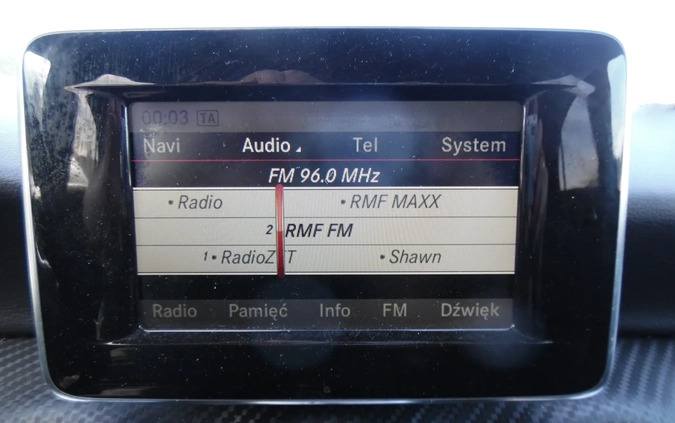 00:03 TA
Navi Audio Tel System
FM 96.0 MHz
• Radio • RMF MAXX
2 RMF FM
1 • RadioZET • Shawn
Radio Pamięć Info FM Dźwięk